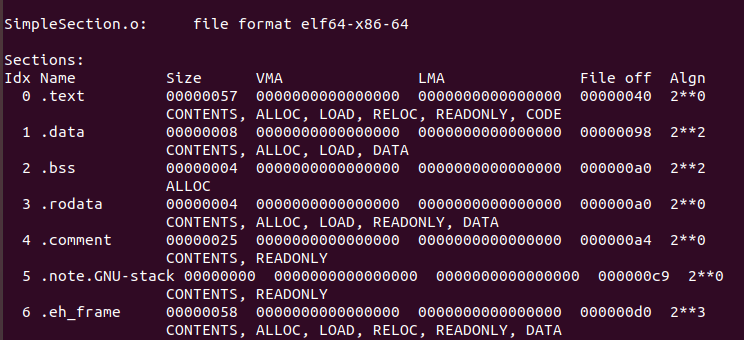 SimpleSection.o:     file format elf64-x86-64
Sections:
Idx Name          Size      VMA               LMA               File off  Algn
  0 .text         00000057  0000000000000000  0000000000000000  00000040  2**0
                  CONTENTS, ALLOC, LOAD, RELOC, READONLY, CODE
  1 .data         00000008  0000000000000000  0000000000000000  00000098  2**2
                  CONTENTS, ALLOC, LOAD, DATA
  2 .bss          00000004  0000000000000000  0000000000000000  000000a0  2**2
                  ALLOC
  3 .rodata       00000004  0000000000000000  0000000000000000  000000a0  2**0
                  CONTENTS, ALLOC, LOAD, READONLY, DATA
  4 .comment      00000025  0000000000000000  0000000000000000  000000a4  2**0
                  CONTENTS, READONLY
  5 .note.GNU-stack 00000000  0000000000000000  0000000000000000  000000c9  2**0
                  CONTENTS, READONLY
  6 .eh_frame     00000058  0000000000000000  0000000000000000  000000d0  2**3
                  CONTENTS, ALLOC, LOAD, RELOC, READONLY, DATA